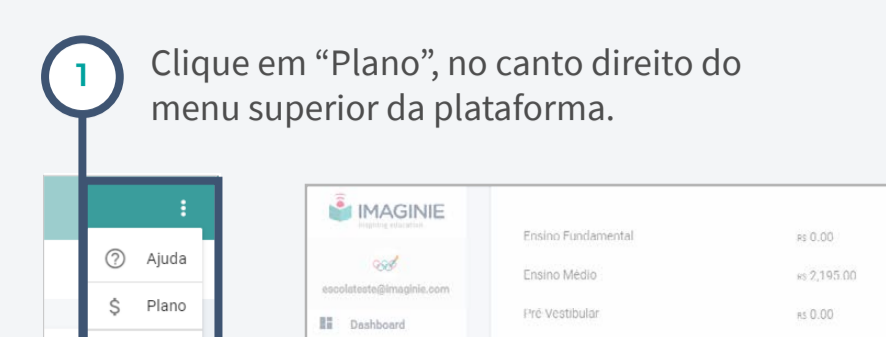 1
Clique em “Plano”, no canto direito do
menu superior da plataforma.
Ajuda
$ Plano
IMAGINIE
inspiring education
escolateste@imaginie.com
Dashboard
Ensino Fundamental R$ 0.00
Ensino Médio R$ 2,195.00
Pré Vestibular R$ 0.00